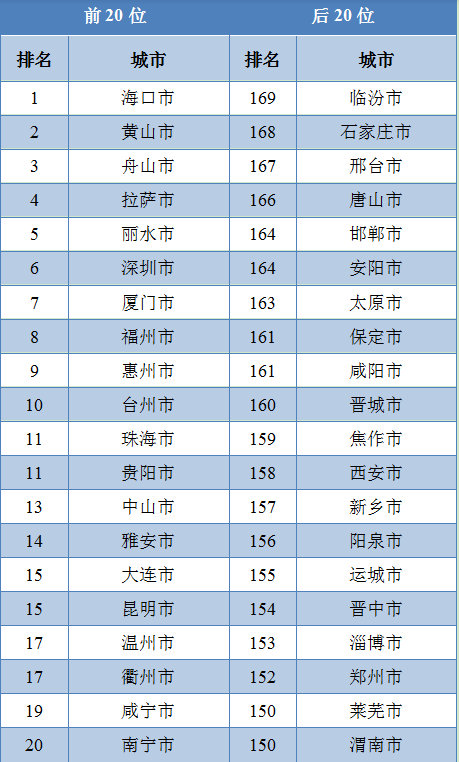 前20位 后20位
排名 城市 排名 城市
1 海口市 169 临汾市
2 黄山市 168 石家庄市
3 舟山市 167 邢台市
4 拉萨市 166 唐山市
5 丽水市 164 邯郸市
6 深圳市 164 安阳市
7 厦门市 163 太原市
8 福州市 161 保定市
9 惠州市 161 咸阳市
10 台州市 160 晋城市
11 珠海市 159 焦作市
11 贵阳市 158 西安市
13 中山市 157 新乡市
14 雅安市 156 阳泉市
15 大连市 155 运城市
15 昆明市 154 晋中市
17 温州市 153 淄博市
17 衢州市 152 郑州市
19 咸宁市 150 莱芜市
20 南宁市 150 渭南市